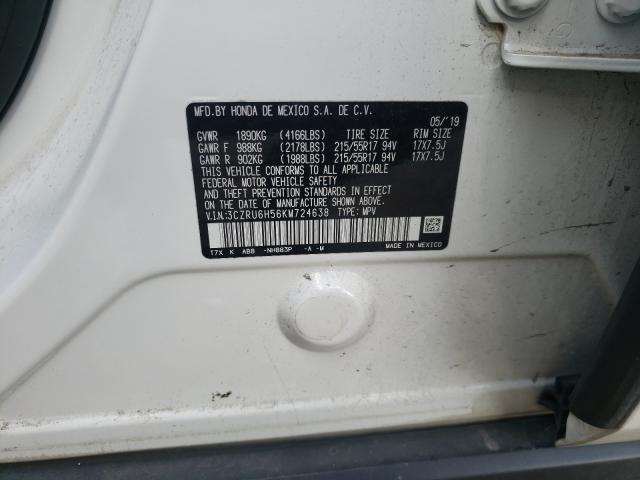 MFD.BY HONDA DE MEXICO S.A. DE C.V. 05/'19
GVWR 1890KG (4166LBS) TIRE SIZE RIM SIZE
GAWR F 988KG (2178LBS) 215/55R17 94V 17X7.5J
GAWR R 902KG (1988LBS) 215/55R17 94V 17X7.5J
THIS VEHICLE CONFORMS TO ALL APPLICABLE
FEDERAL MOTOR VEHICLE SAFETY
AND THEFT PREVENTION STANDARDS IN EFFECT
ON THE DATE OF MANUFACTURE SHOWN ABOVE.
V.I.N:3CZRU6H56KM724638 TYPE: MPV
T7X K AB8 -NH883P -A -M MADE IN MEXICO